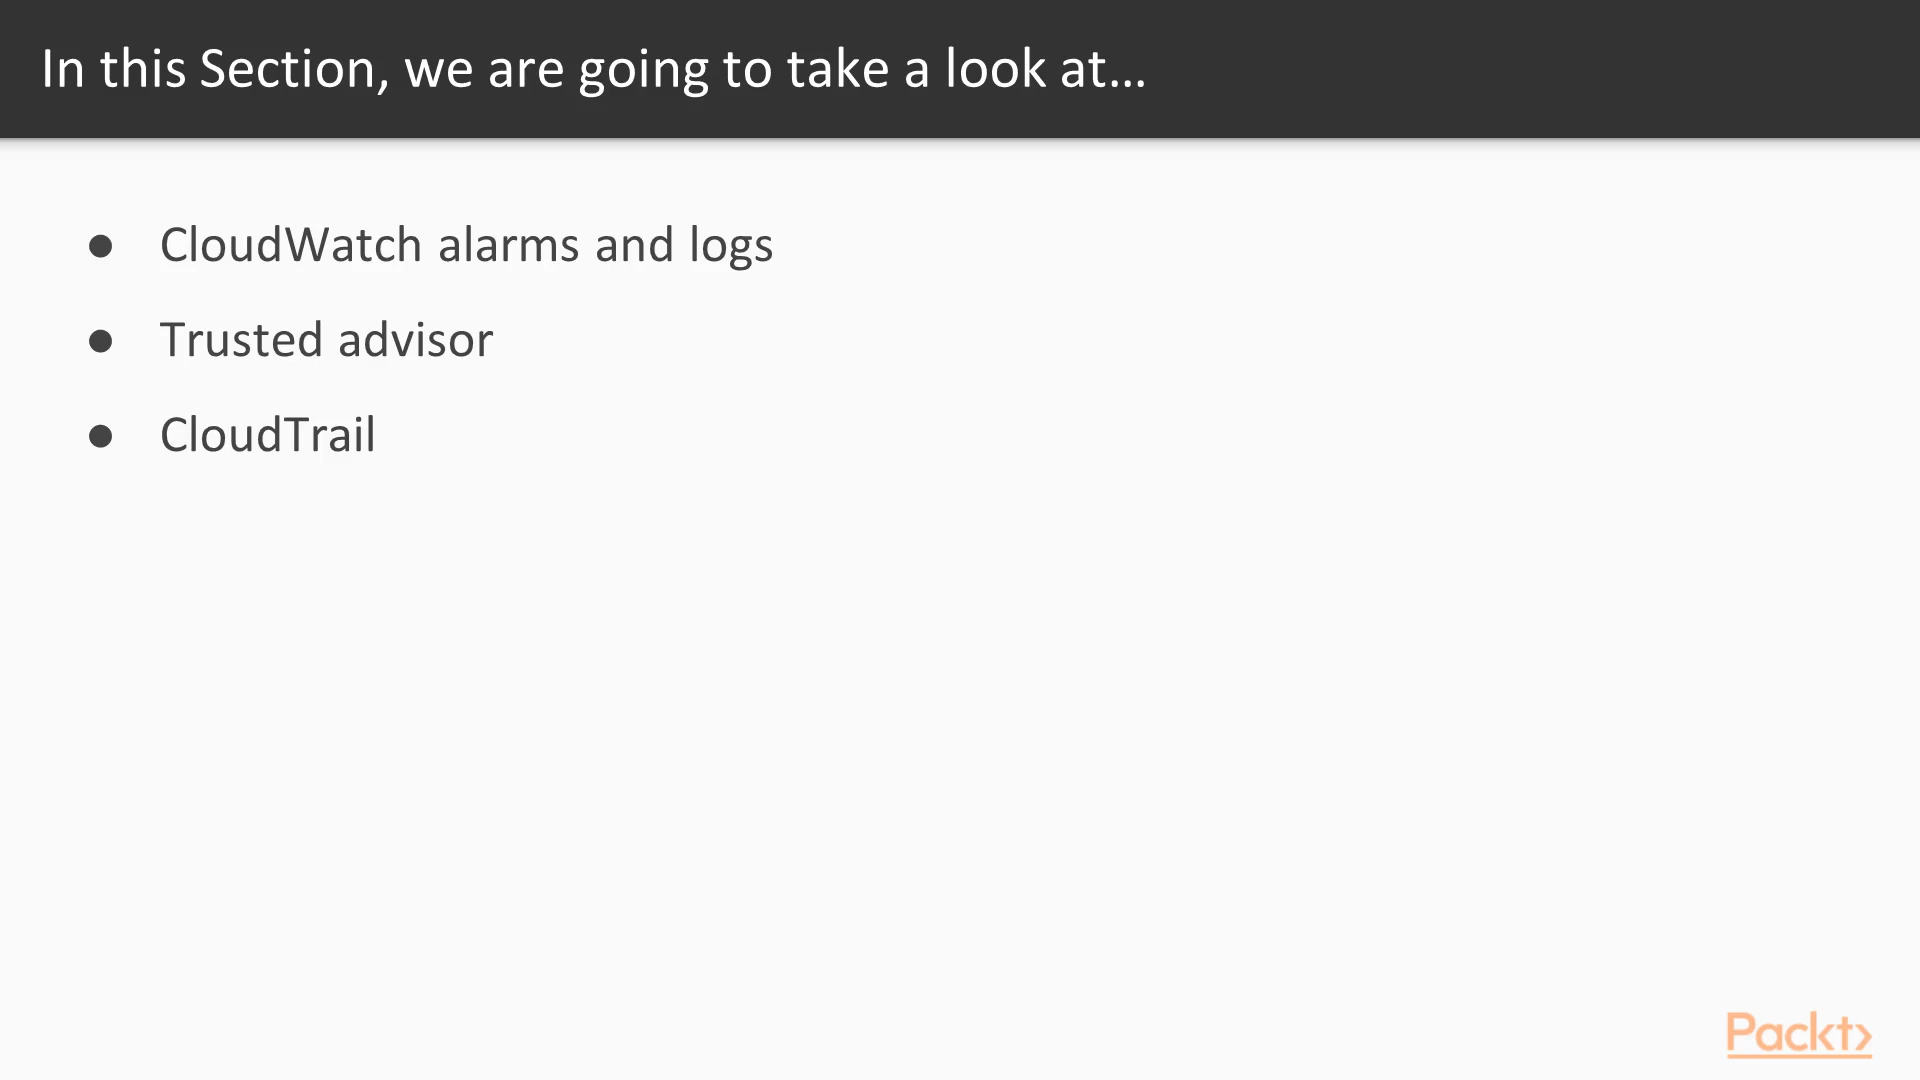 In this Section, we are going to take a look at...
● CloudWatch alarms and logs
● Trusted advisor
● CloudTrail
Packt>